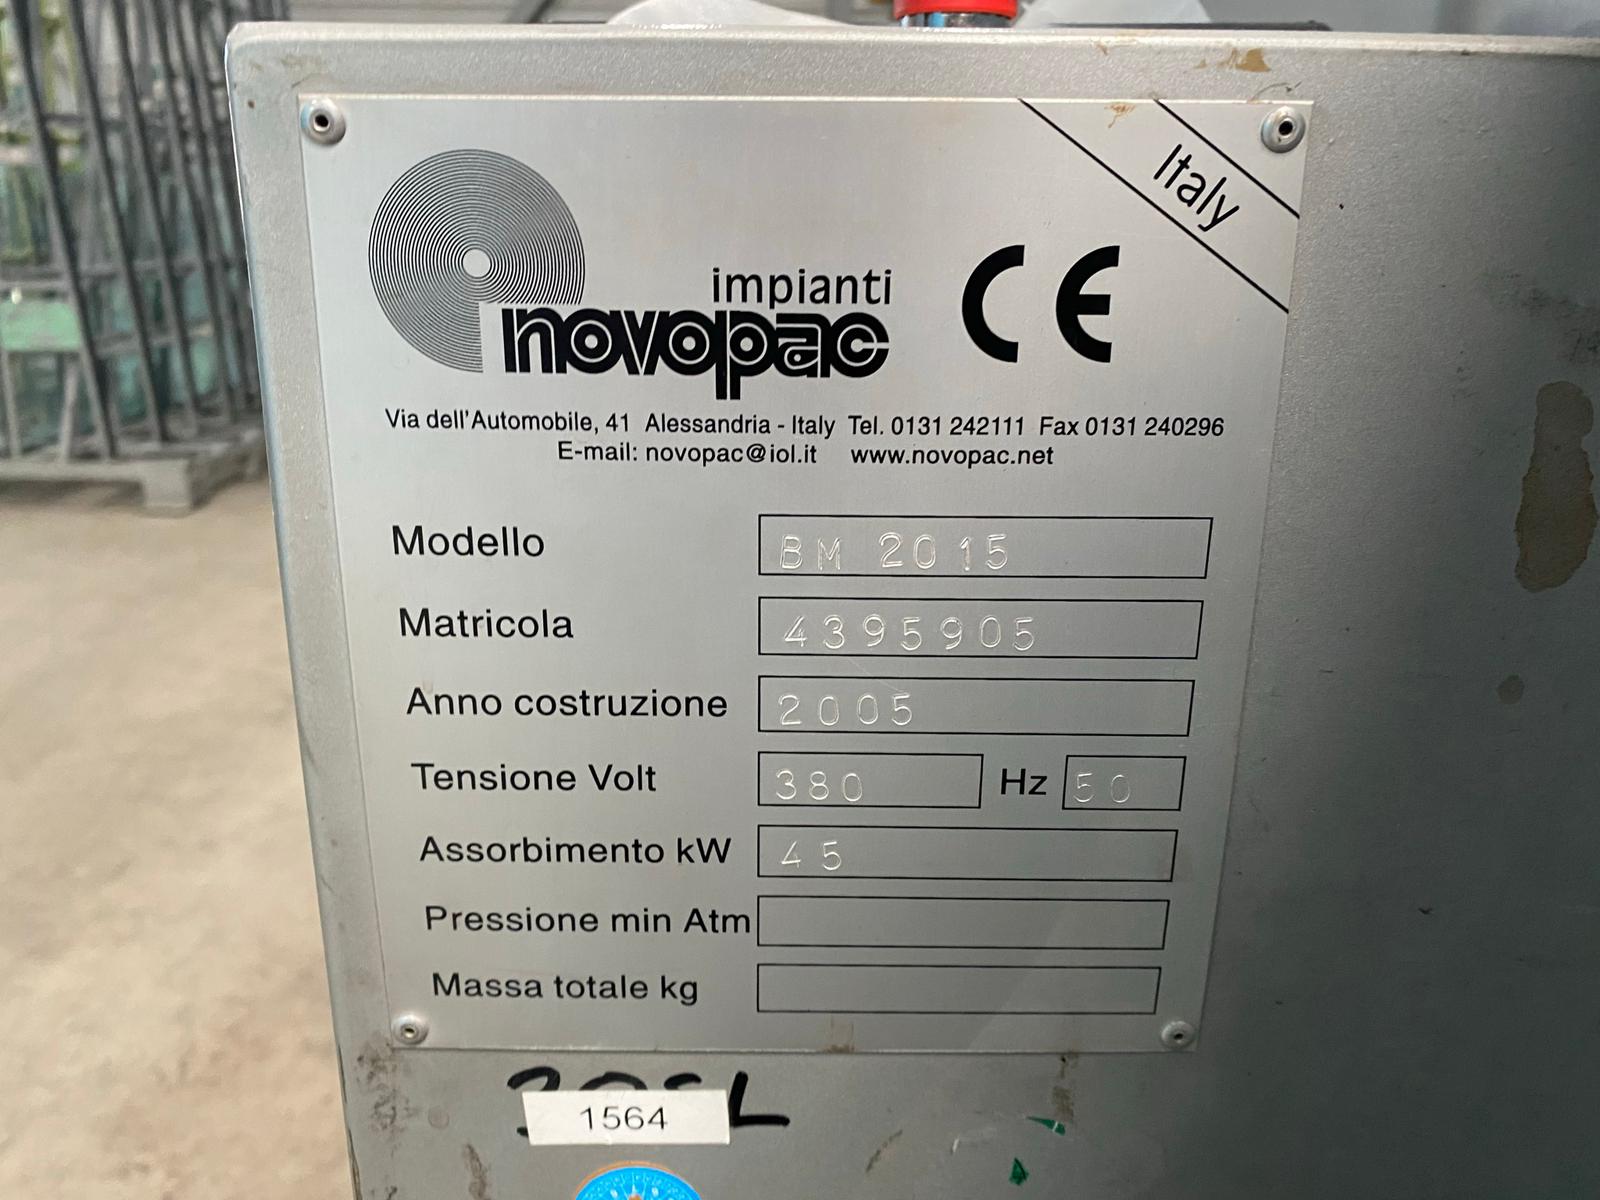 Italy
impianti
novopac
CE
Via dell'Automobile, 41 Alessandria - Italy Tel. 0131 242111 Fax 0131 240296
E-mail: novopac@iol.it www.novopac.net
Modello BM 2015
Matricola 4395905
Anno costruzione 2005
Tensione Volt 380 Hz 50
Assorbimento kW 45
Pressione min Atm
Massa totale kg
1564